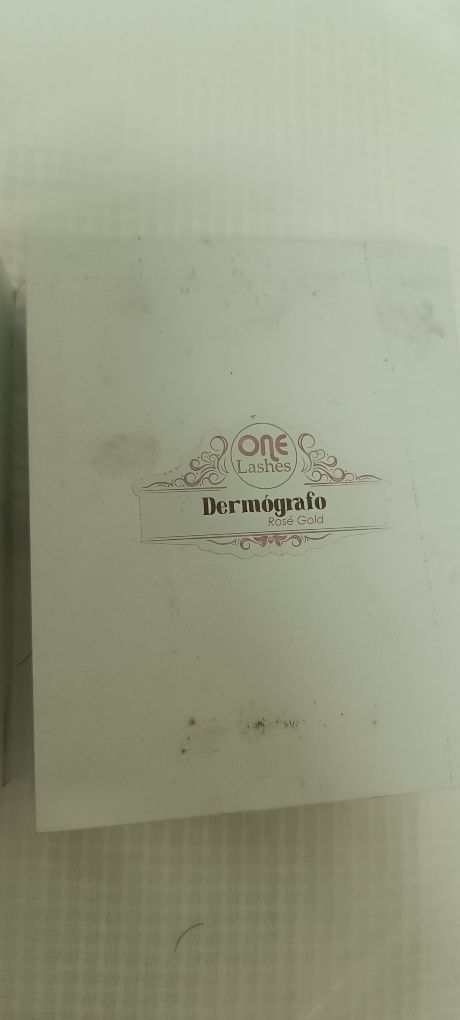 ONE
Lashes
Dermógrafo
Rosé Gold